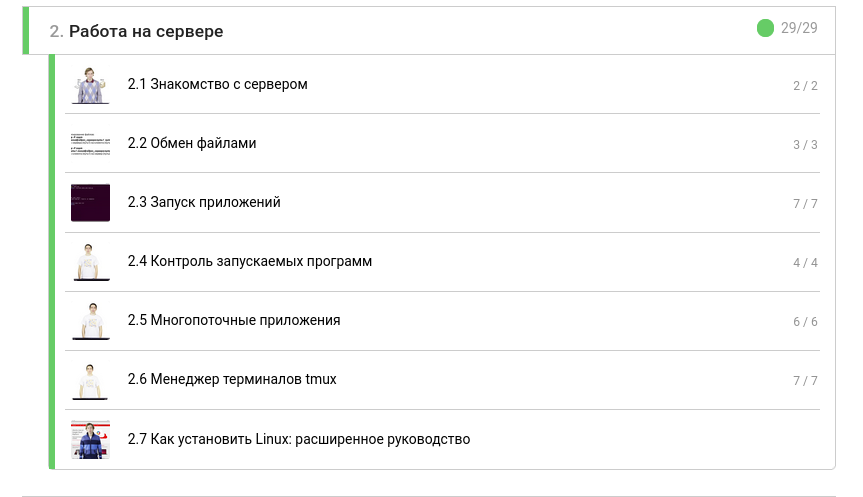 2. Работа на сервере 29/29
2.1 Знакомство с сервером 2 / 2
2.2 Обмен файлами 3 / 3
2.3 Запуск приложений 7 / 7
2.4 Контроль запускаемых программ 4 / 4
2.5 Многопоточные приложения 6 / 6
2.6 Менеджер терминалов tmux 7 / 7
2.7 Как установить Linux: расширенное руководство